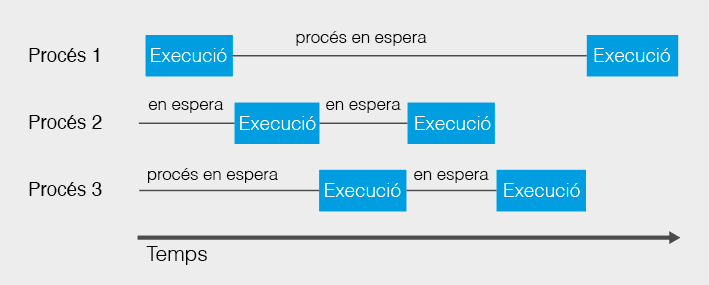 procés en espera
Procés 1 Execució Execució
en espera en espera
Procés 2 Execució Execució
procés en espera en espera
Procés 3 Execució Execució
Temps